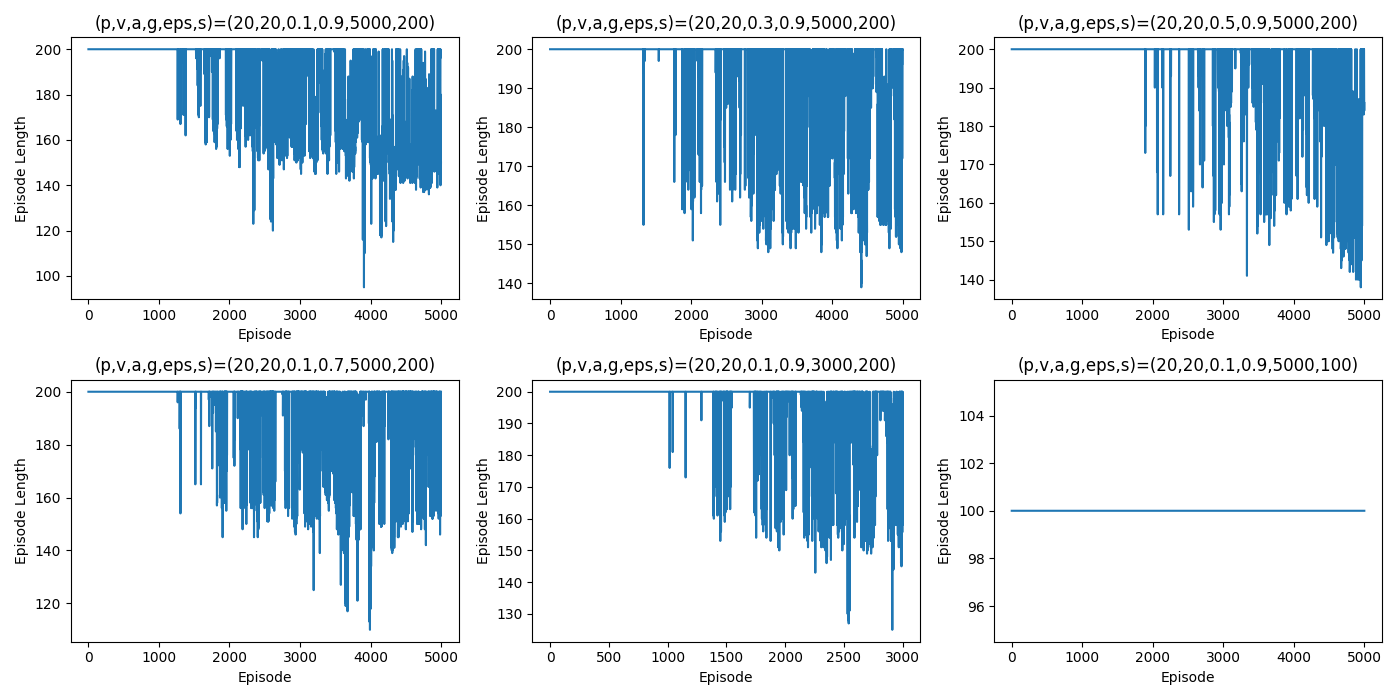 (p,v,a,g,eps,s)=(20,20,0.1,0.9,5000,200)
200
180
160
140
120
100
Episode Length
0 1000 2000 3000 4000 5000
Episode
(p,v,a,g,eps,s)=(20,20,0.3,0.9,5000,200)
200
190
180
170
160
150
140
Episode Length
0 1000 2000 3000 4000 5000
Episode
(p,v,a,g,eps,s)=(20,20,0.5,0.9,5000,200)
200
190
180
170
160
150
140
Episode Length
0 1000 2000 3000 4000 5000
Episode
(p,v,a,g,eps,s)=(20,20,0.1,0.7,5000,200)
200
180
160
140
120
Episode Length
0 1000 2000 3000 4000 5000
Episode
(p,v,a,g,eps,s)=(20,20,0.1,0.9,3000,200)
200
190
180
170
160
150
140
130
Episode Length
0 500 1000 1500 2000 2500 3000
Episode
(p,v,a,g,eps,s)=(20,20,0.1,0.9,5000,100)
104
102
100
98
96
Episode Length
0 1000 2000 3000 4000 5000
Episode